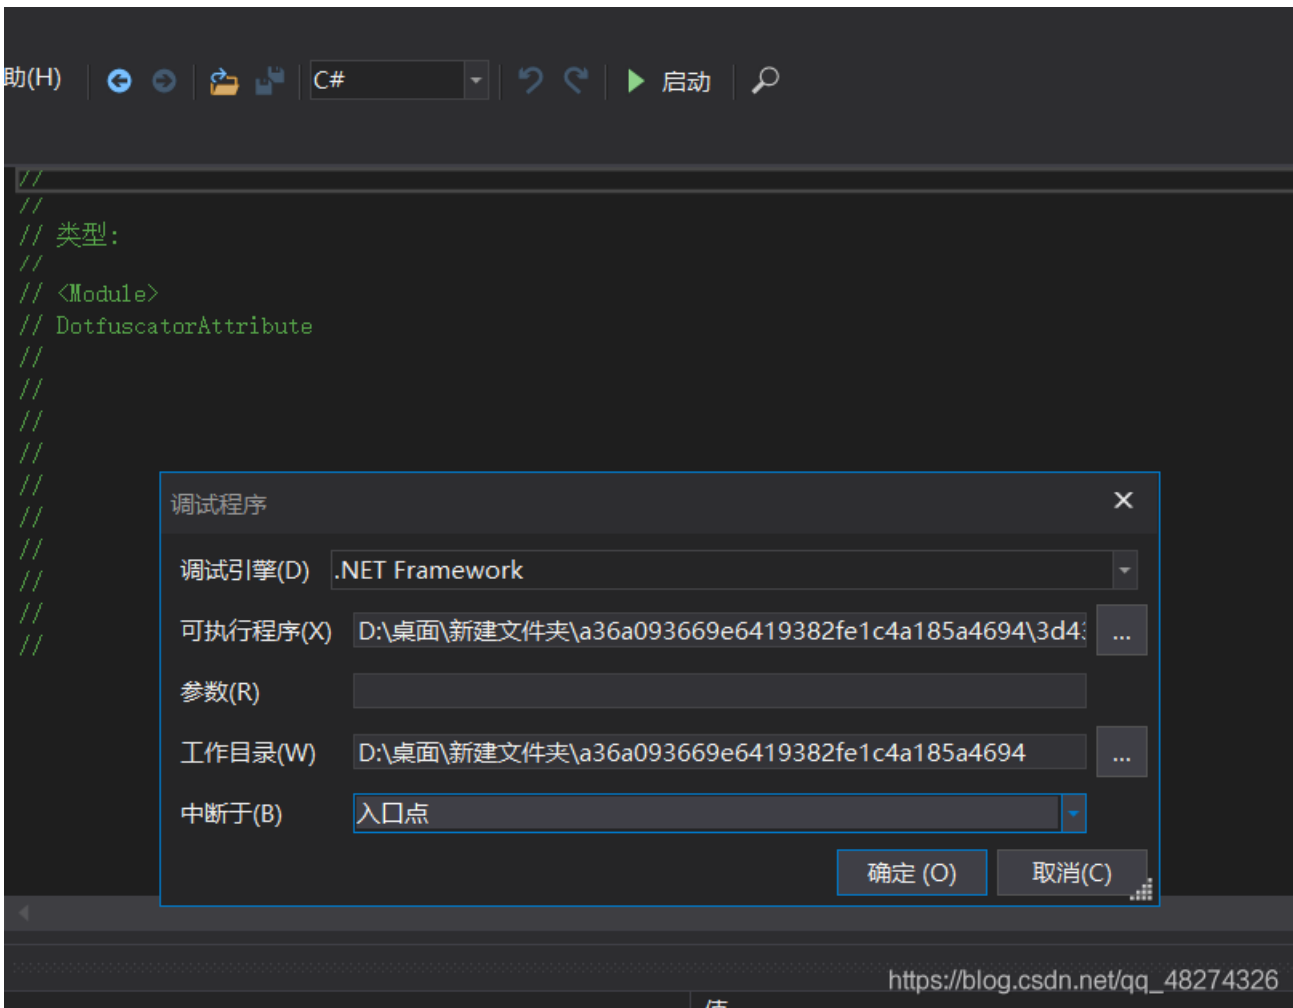 助(H) C# 启动
//
//
// 类型:
//
// <Module>
// DotfuscatorAttribute
//
//
//
//
//
//
//
//
//
//
调试程序
调试引擎(D) .NET Framework
可执行程序(X) D:\桌面\新建文件夹\a36a093669e6419382fe1c4a185a4694\3d4 ...
参数(R)
工作目录(W) D:\桌面\新建文件夹\a36a093669e6419382fe1c4a185a4694 ...
中断于(B) 入口点
确定 (O) 取消(C)
https://blog.csdn.net/qq_48274326
值